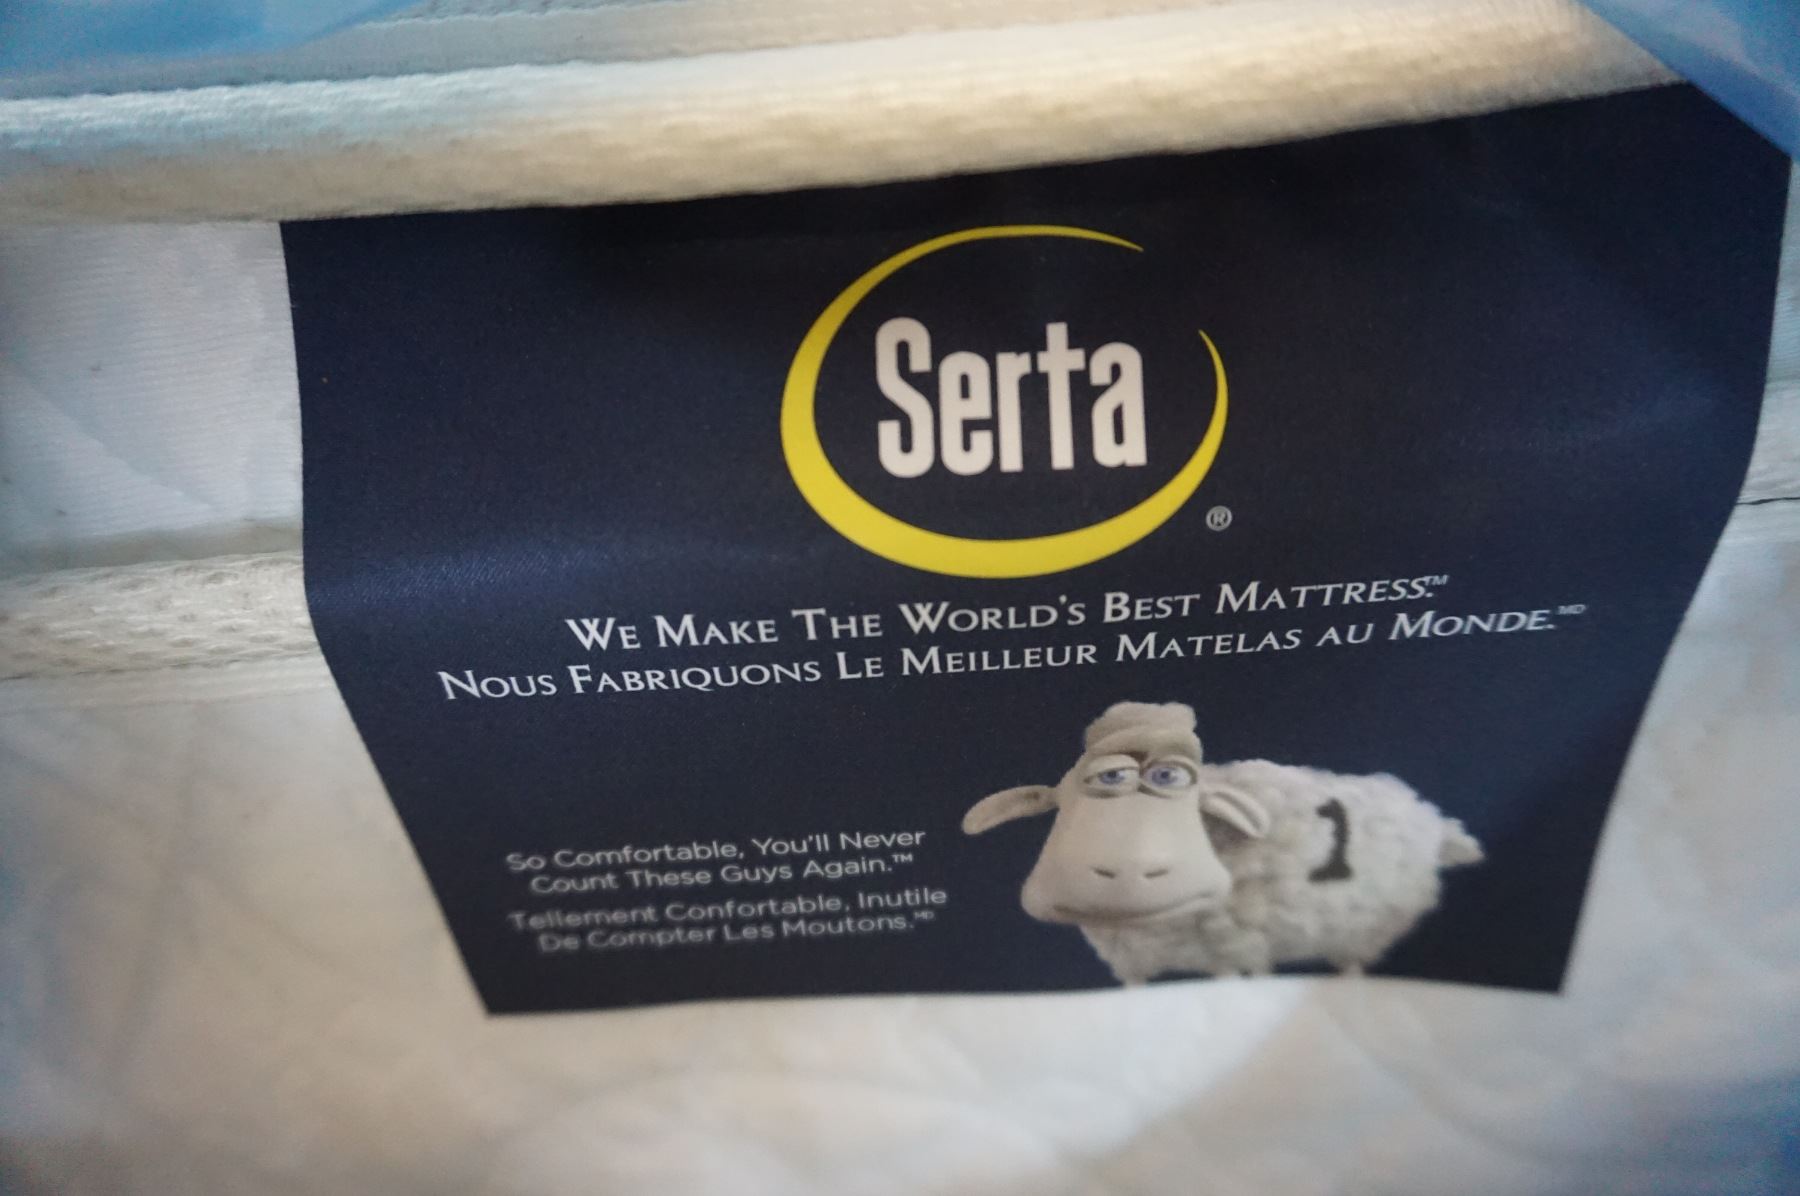 Serta
®
WE MAKE THE WORLD'S BEST MATTRESS.™
NOUS FABRIQUONS LE MEILLEUR MATELAS AU MONDE.MD
So Comfortable, You'll Never
Count These Guys Again.™
Tellement Confortable, Inutile
De Compter Les Moutons.MD
1